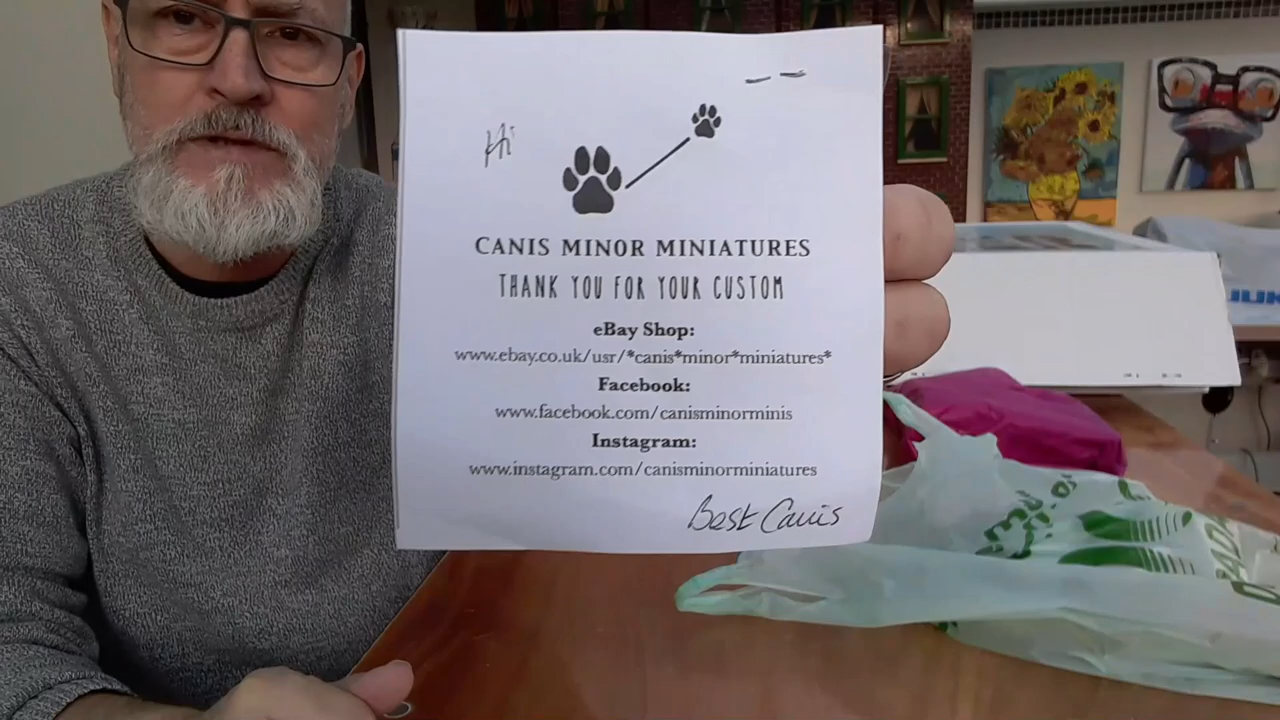 Hi
CANIS MINOR MINIATURES
THANK YOU FOR YOUR CUSTOM
eBay Shop:
www.ebay.co.uk/usr/*canis*minor*miniatures*
Facebook:
www.facebook.com/canisminorminis
Instagram:
www.instagram.com/canisminorminiatures
Best Canis